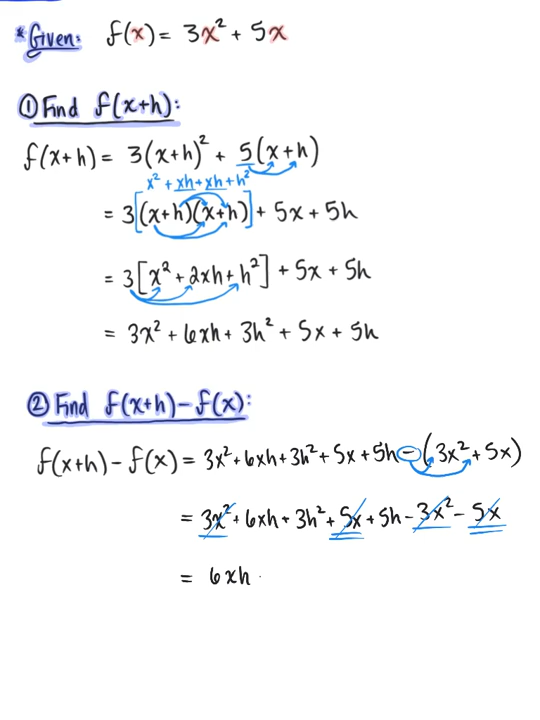 *Given: f(x) = 3x² + 5x
① Find f(x+h):
f(x+h) = 3(x+h)² + 5(x+h)
x² + xh + xh + h²
= 3[(x+h)(x+h)] + 5x + 5h
= 3[x² + 2xh + h²] + 5x + 5h
= 3x² + 6xh + 3h² + 5x + 5h
② Find f(x+h) - f(x):
f(x+h) - f(x) = 3x² + 6xh + 3h² + 5x + 5h - (3x² + 5x)
= 3x² + 6xh + 3h² + 5x + 5h - 3x² - 5x
= 6xh